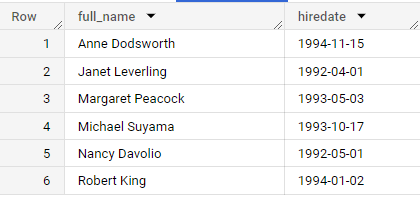 Row full_name hiredate
1 Anne Dodsworth 1994-11-15
2 Janet Leverling 1992-04-01
3 Margaret Peacock 1993-05-03
4 Michael Suyama 1993-10-17
5 Nancy Davolio 1992-05-01
6 Robert King 1994-01-02